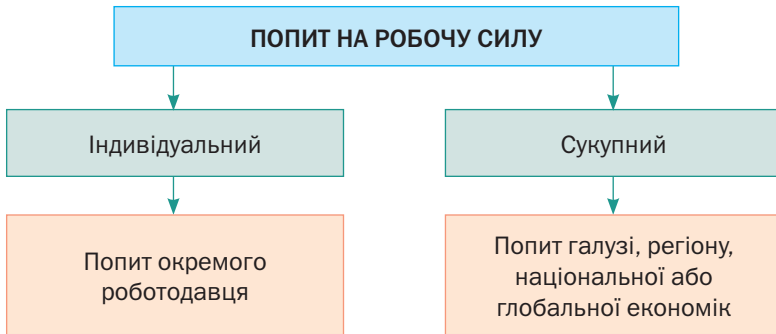 ПОПИТ НА РОБОЧУ СИЛУ
Індивідуальний
Сукупний
Попит окремого
роботодавця
Попит галузі, регіону,
національної або
глобальної економік